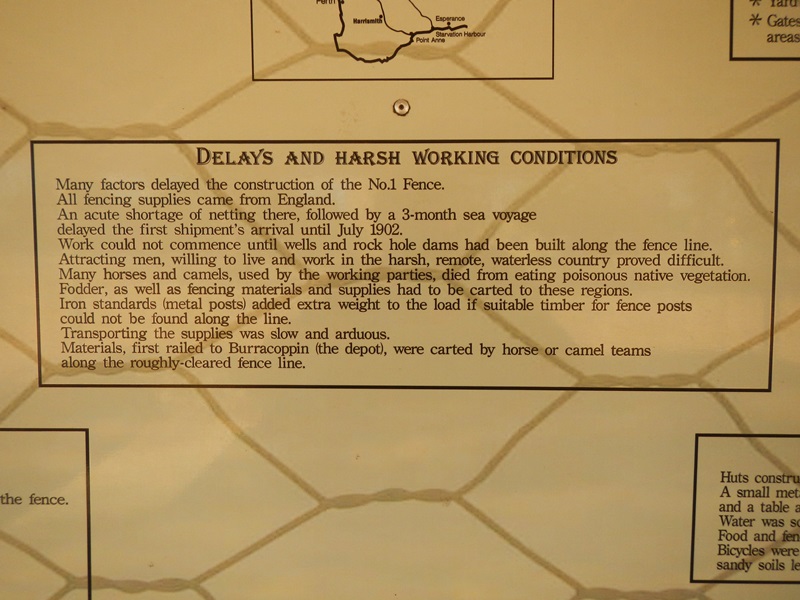 Perth
Harrismith
Esperance
Starvation Harbour
Point Anne
* Yard
* Gates
areas
DELAYS AND HARSH WORKING CONDITIONS
Many factors delayed the construction of the No.1 Fence.
All fencing supplies came from England.
An acute shortage of netting there, followed by a 3-month sea voyage
delayed the first shipment's arrival until July 1902.
Work could not commence until wells and rock hole dams had been built along the fence line.
Attracting men, willing to live and work in the harsh, remote, waterless country proved difficult.
Many horses and camels, used by the working parties, died from eating poisonous native vegetation.
Fodder, as well as fencing materials and supplies had to be carted to these regions.
Iron standards (metal posts) added extra weight to the load if suitable timber for fence posts
could not be found along the line.
Transporting the supplies was slow and arduous.
Materials, first railed to Burracoppin (the depot), were carted by horse or camel teams
along the roughly-cleared fence line.
the fence.
Huts constru
A small met
and a table a
Water was sc
Food and fen
Bicycles were
sandy soils le